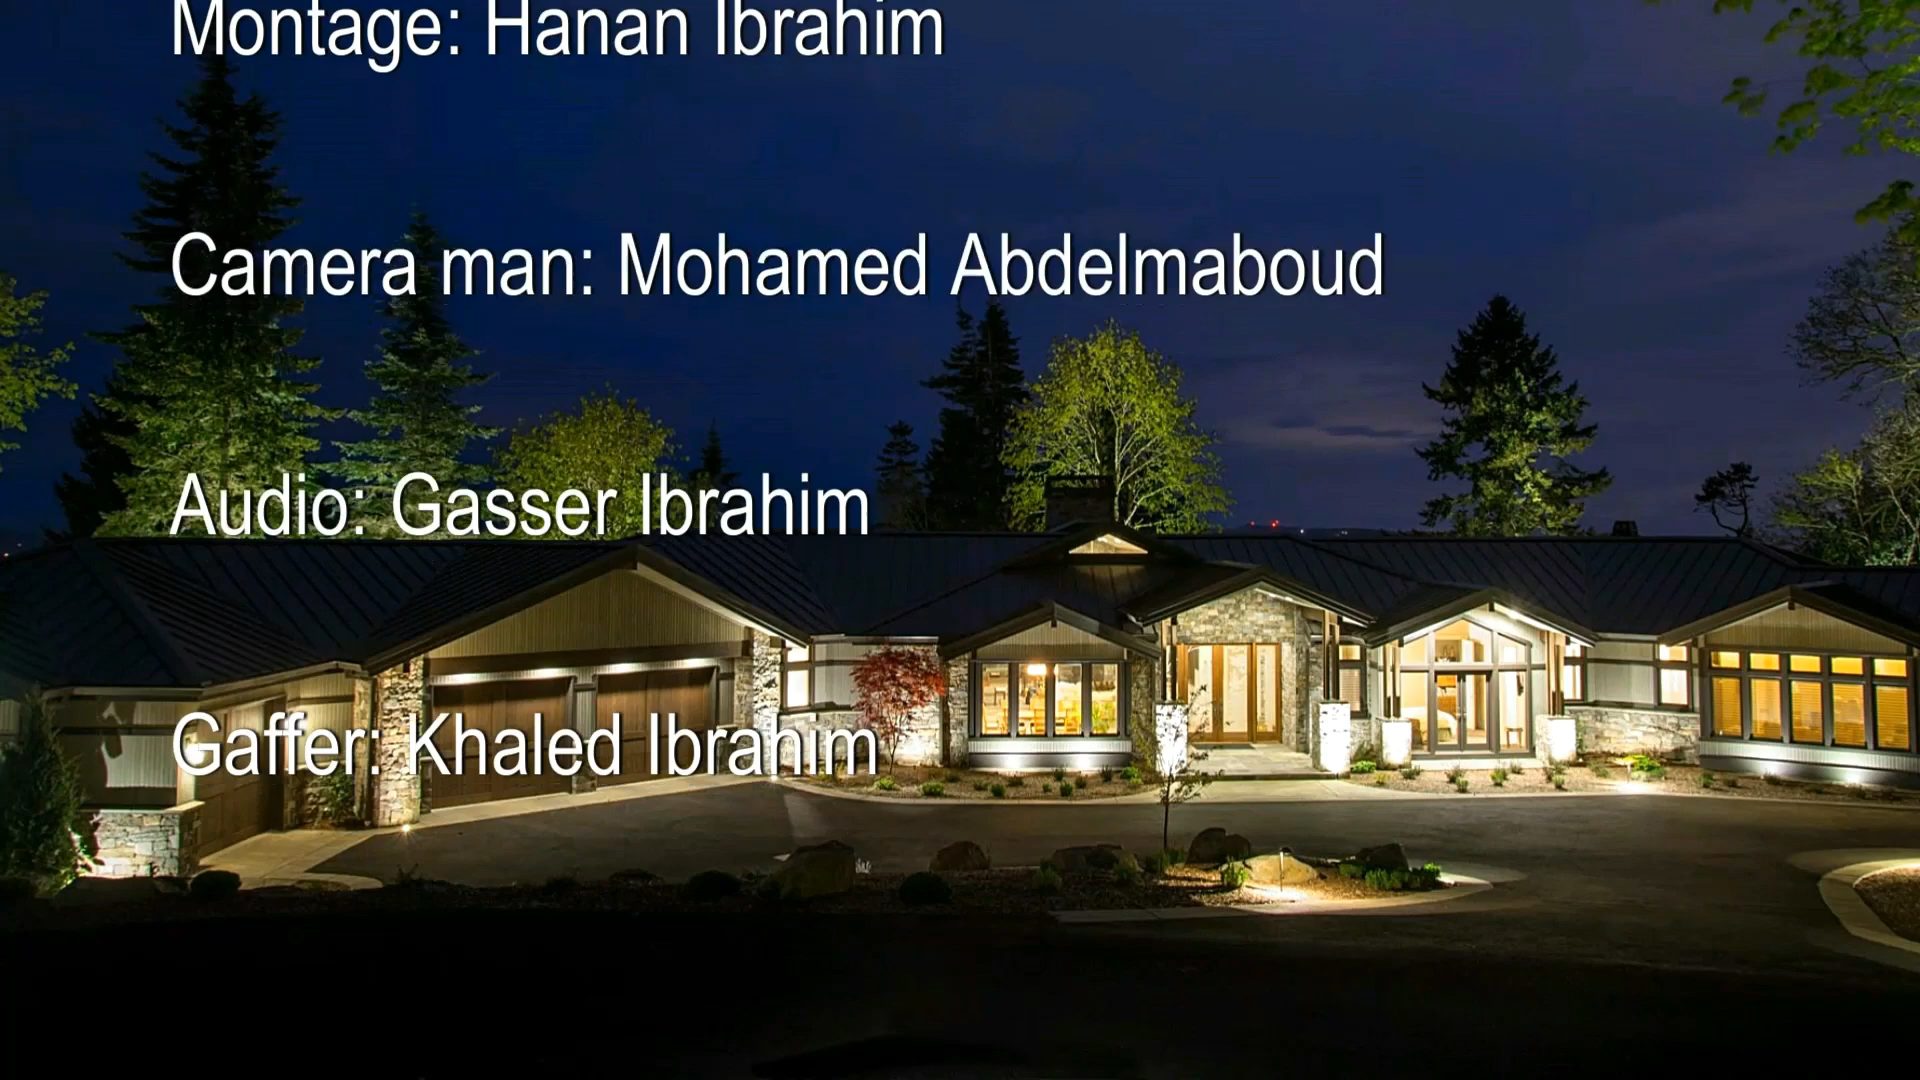 Montage: Hanan Ibrahim
Camera man: Mohamed Abdelmaboud
Audio: Gasser Ibrahim
Gaffer: Khaled Ibrahim